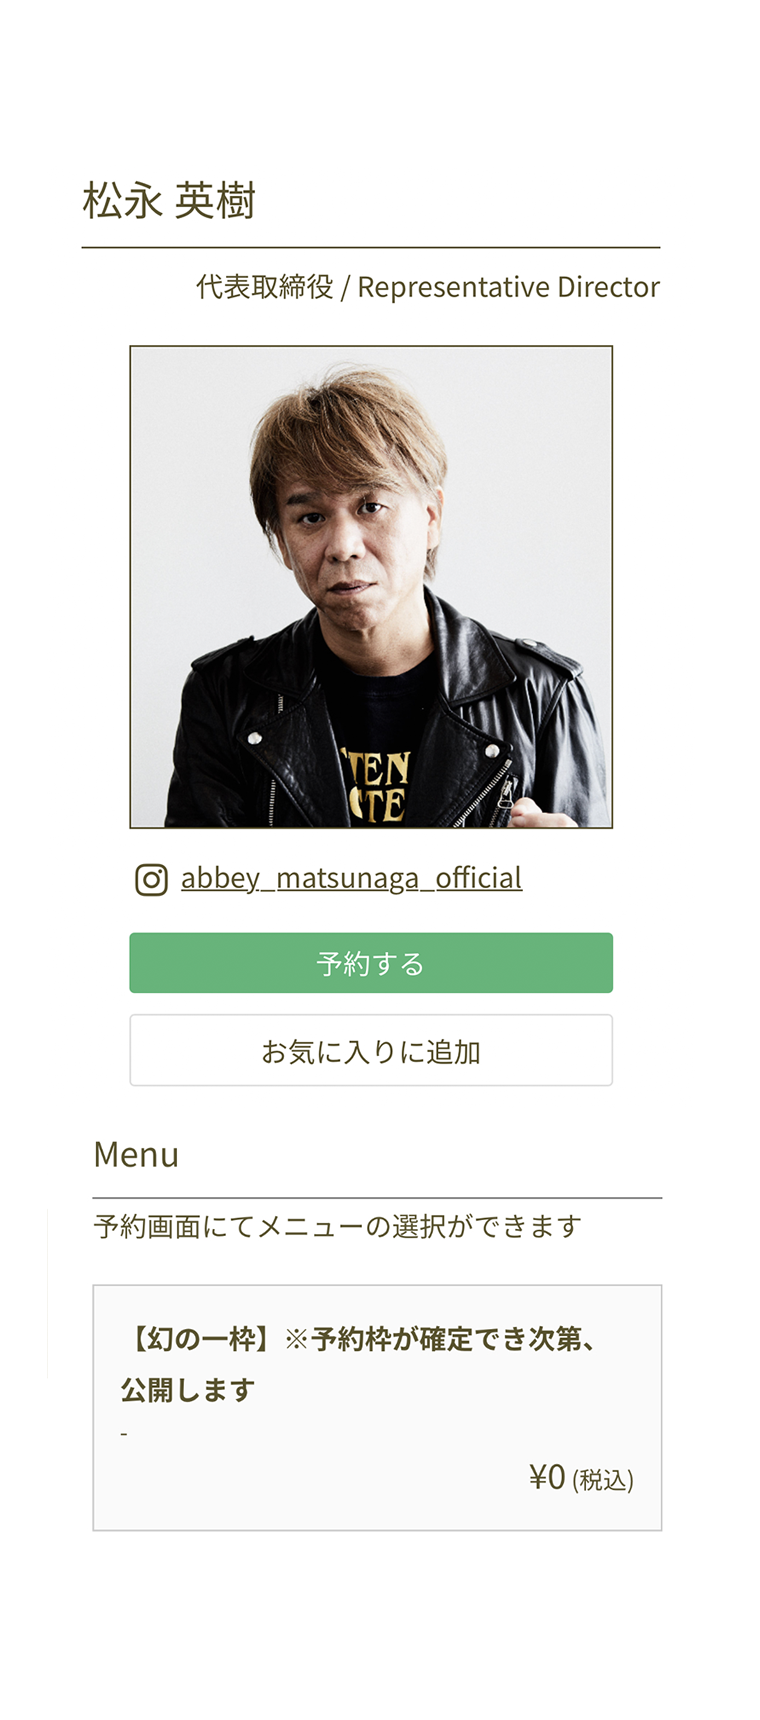 松永 英樹
代表取締役 / Representative Director
TEN
STE
abbey_matsunaga_official
予約する
お気に入りに追加
Menu
予約画面にてメニューの選択ができます
【幻の一枠】※予約枠が確定でき次第、
公開します
-
¥0 (税込)